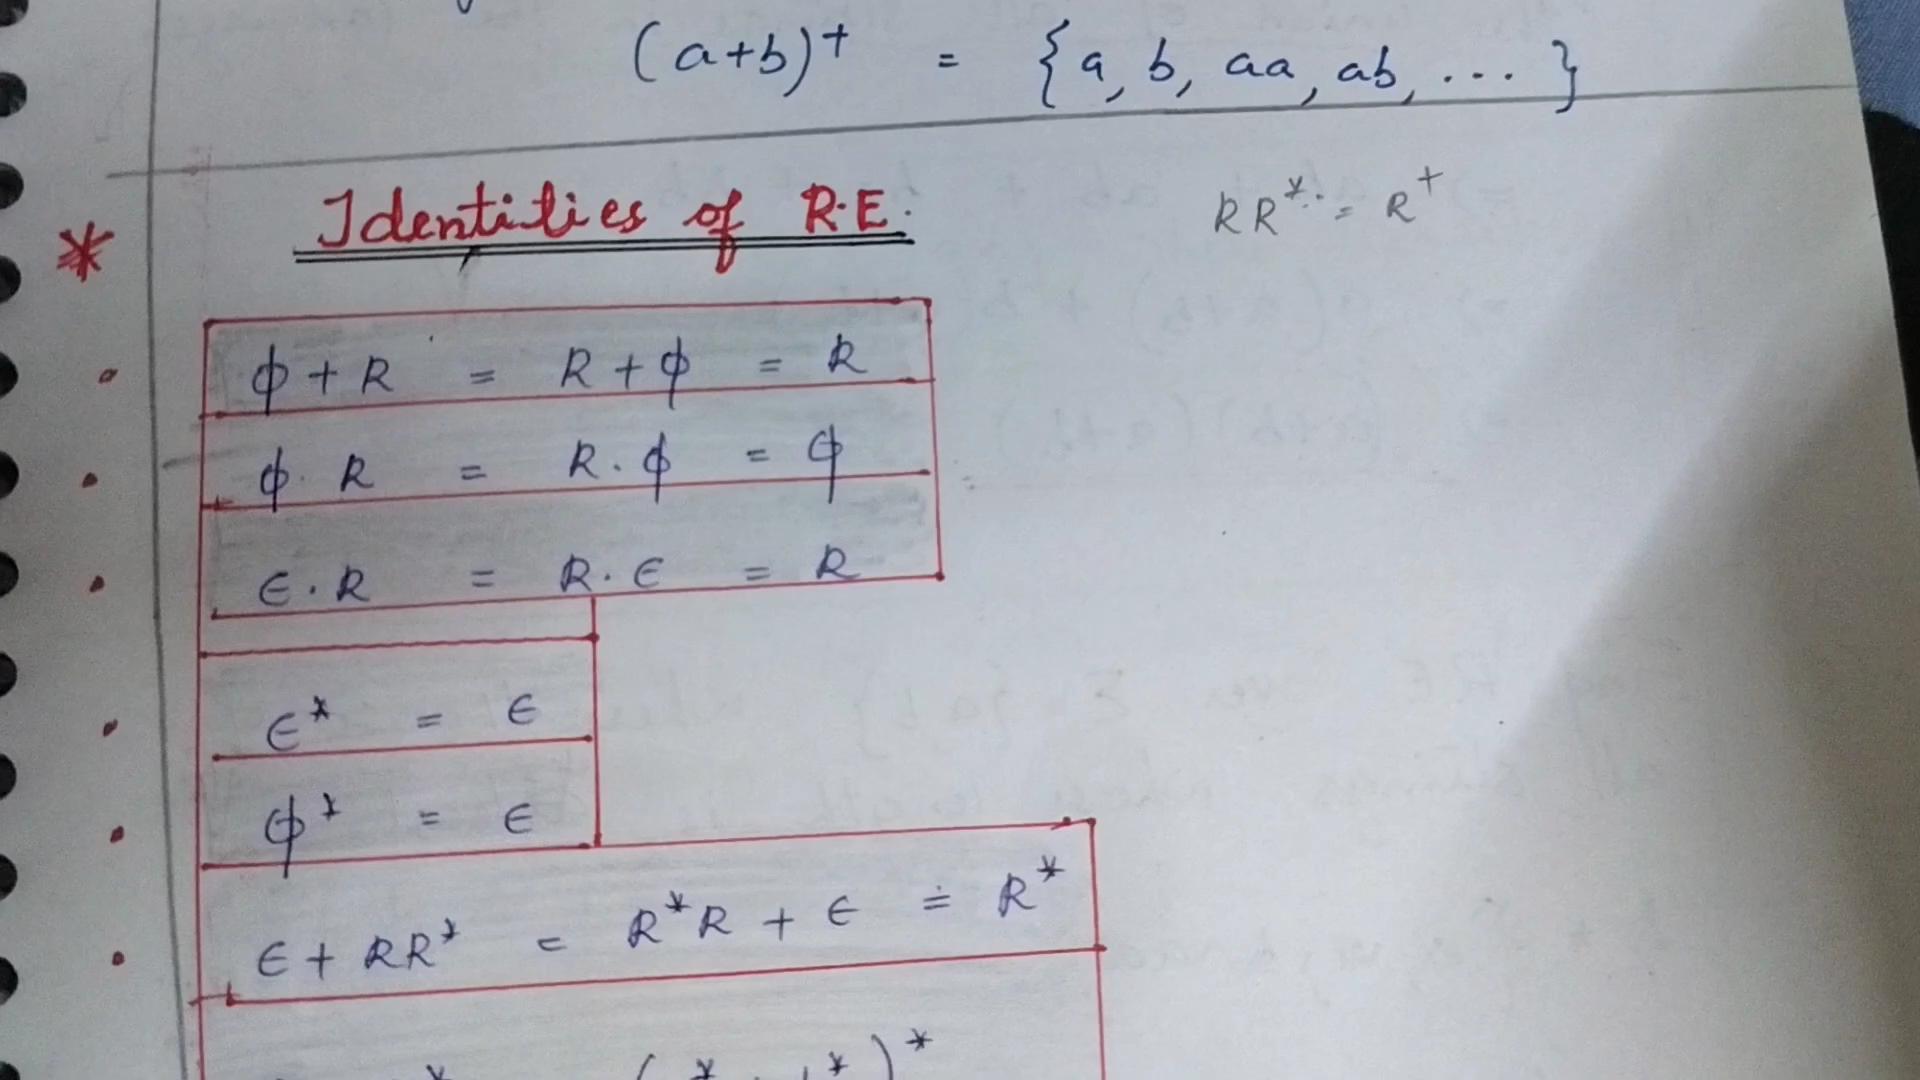 (a+b)⁺ = {a, b, aa, ab, ... }
Identities of R.E.
RR* = R⁺
* 
• ϕ + R = R + ϕ = R
• ϕ · R = R · ϕ = ϕ
• ϵ · R = R · ϵ = R
• ϵ* = ϵ
• ϕ* = ϵ
• ϵ + RR* = R*R + ϵ = R*